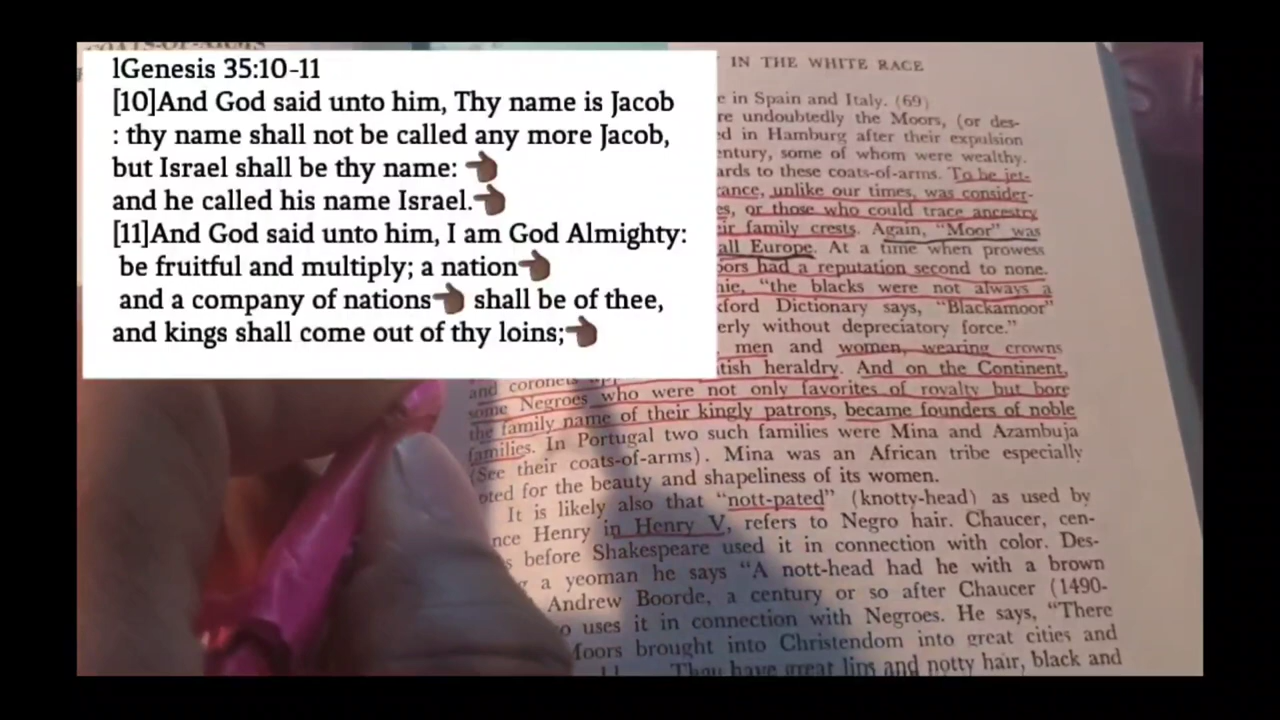 COATS-OF-ARMS
lGenesis 35:10-11
[10]And God said unto him, Thy name is Jacob
: thy name shall not be called any more Jacob,
but Israel shall be thy name:
and he called his name Israel.
[11]And God said unto him, I am God Almighty:
be fruitful and multiply; a nation
and a company of nations shall be of thee,
and kings shall come out of thy loins;
IN THE WHITE RACE
in Spain and Italy. (69)
undoubtedly the Moors, (or des-
in Hamburg after their expulsion
some of whom were wealthy.
to these coats-of-arms. To be jet-
unlike our times, was consider-
or those who could trace ancestry
family crests. Again, "Moor" was
all Europe. At a time when prowess
had a reputation second to none.
"the blacks were not always a
Dictionary says, "Blackamoor"
without depreciatory force."
men and women, wearing crowns
and coronets heraldry. And on the Continent,
some Negroes who were not only favorites of royalty but bore
the family name of their kingly patrons, became founders of noble
families. In Portugal two such families were Mina and Azambuja
(See their coats-of-arms). Mina was an African tribe especially
oted for the beauty and shapeliness of its women.
It is likely also that "nott-pated" (knotty-head) as used by
nce Henry in Henry V, refers to Negro hair. Chaucer, cen-
s before Shakespeare used it in connection with color. Des-
a yeoman he says "A nott-head had he with a brown
Andrew Boorde, a century or so after Chaucer (1490-
o uses it in connection with Negroes. He says, "There
Moors brought into Christendom into great cities and
Thou have great lips and notty hair, black and